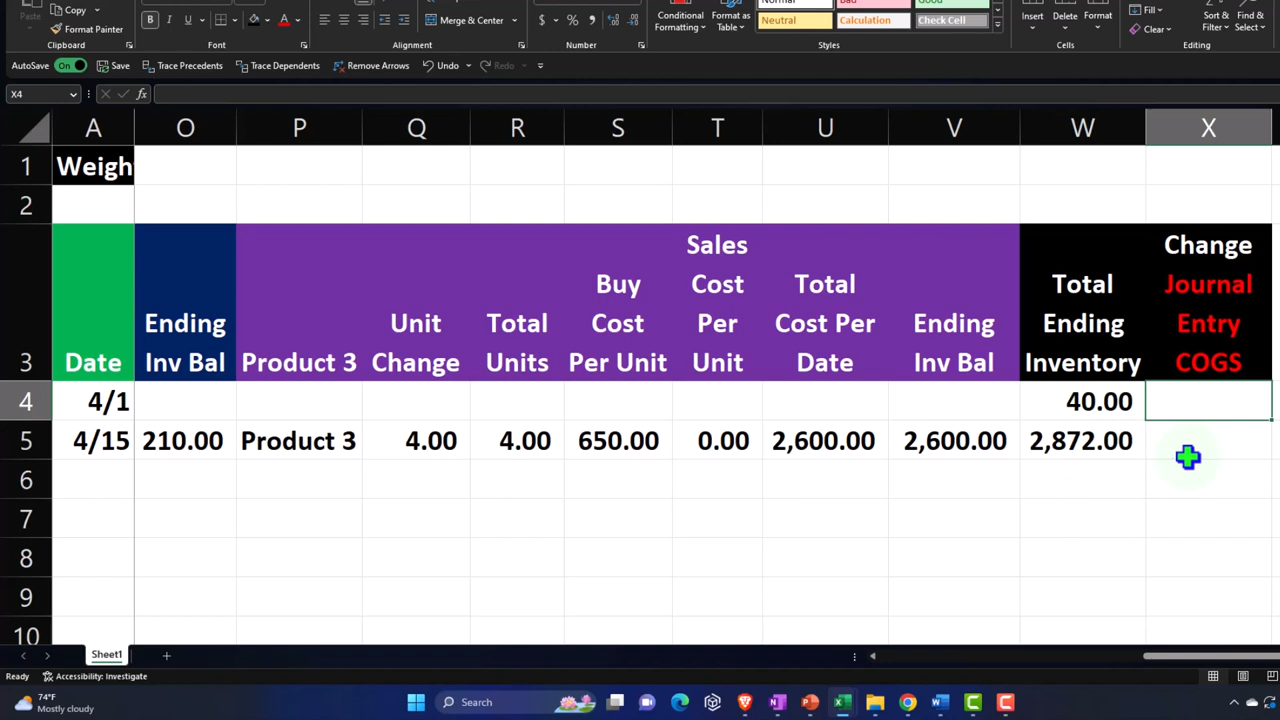 Paste
Copy
Format Painter
Clipboard
B I U
A
Font
Merge & Center
Alignment
$ % 9
Number
Conditional
Formatting
Format as
Table
Normal Bad Good
Neutral Calculation Check Cell
Styles
Insert Delete Format
Cells
Fill
Clear
Sort &
Filter
Find &
Select
Editing
AutoSave On Save Trace Precedents Trace Dependents Remove Arrows Undo Redo
X4 fx
A O P Q R S T U V W X
1 Weigh
2
3 Date
Ending
Inv Bal
Product 3
Unit
Change
Total
Units
Buy
Cost
Per Unit
Sales
Cost
Per
Unit
Total
Cost Per
Date
Ending
Inv Bal
Total
Ending
Inventory
Change
Journal
Entry
COGS
4 4/1 40.00
5 4/15 210.00 Product 3 4.00 4.00 650.00 0.00 2,600.00 2,600.00 2,872.00
6
7
8
9
10
Sheet1
Ready Accessibility: Investigate
74°F
Mostly cloudy
Search